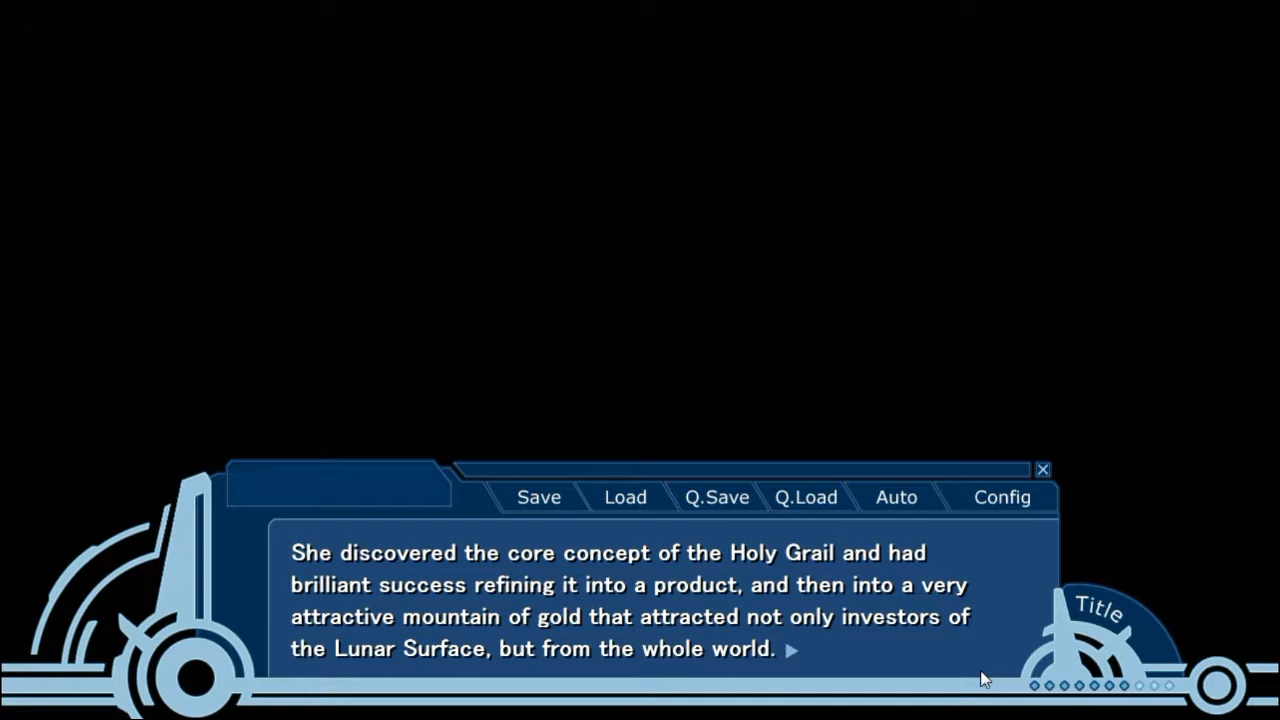 Save Load Q.Save Q.Load Auto Config
She discovered the core concept of the Holy Grail and had
brilliant success refining it into a product, and then into a very
attractive mountain of gold that attracted not only investors of
the Lunar Surface, but from the whole world.
Title